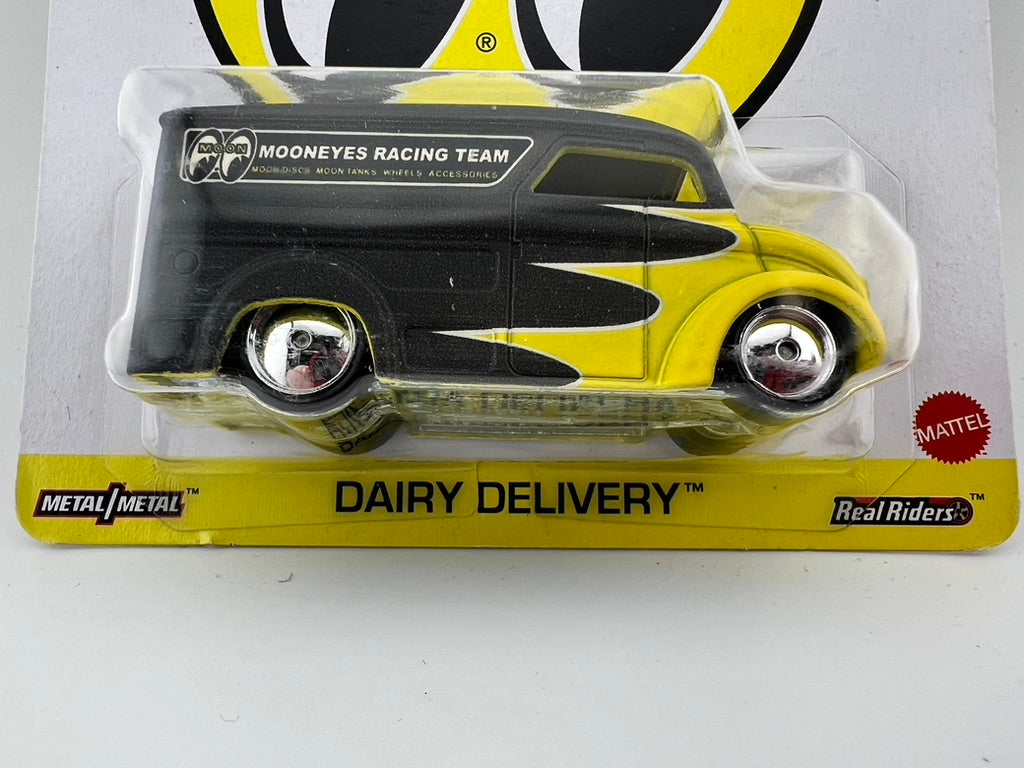 ®
MOON
MOONEYES RACING TEAM
MOON DISCS MOON TANKS WHEELS ACCESSORIES
MATTEL
METAL/METAL™
DAIRY DELIVERY™
Real Riders™